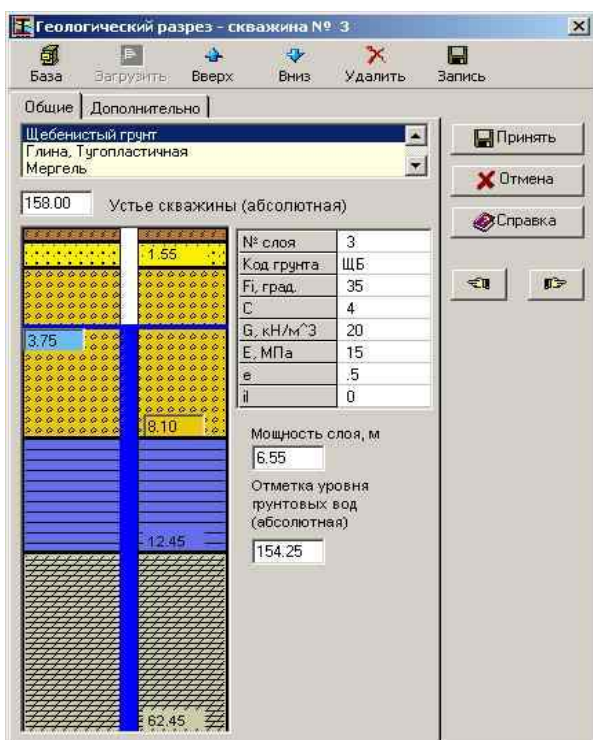 Геологический разрез - скважина № 3
База Загрузить Вверх Вниз Удалить Запись
Общие Дополнительно
Щебенистый грунт
Глина, Тугопластичная
Мергель
Принять
Отмена
Справка
158.00 Устье скважины (абсолютная)
1.55
3.75
8.10
12.45
62.45
№ слоя 3
Код грунта ЩБ
Fi, град. 35
C 4
G, кН/м^3 20
E, МПа 15
e .5
il 0
Мощность слоя, м
6.55
Отметка уровня
грунтовых вод
(абсолютная)
154.25